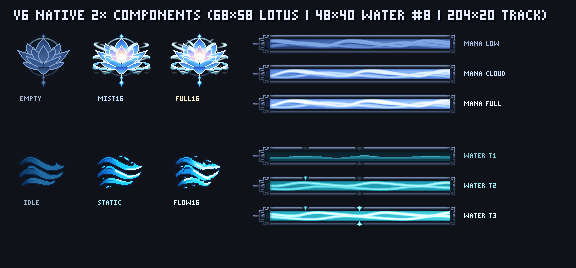 V6 NATIVE 2× COMPONENTS (68×58 LOTUS | 48×40 WATER #8 | 204×20 TRACK)
MANA LOW
MANA CLOUD
EMPTY MIST16 FULL16
MANA FULL
WATER T1
WATER T2
IDLE STATIC FLOW16
WATER T3